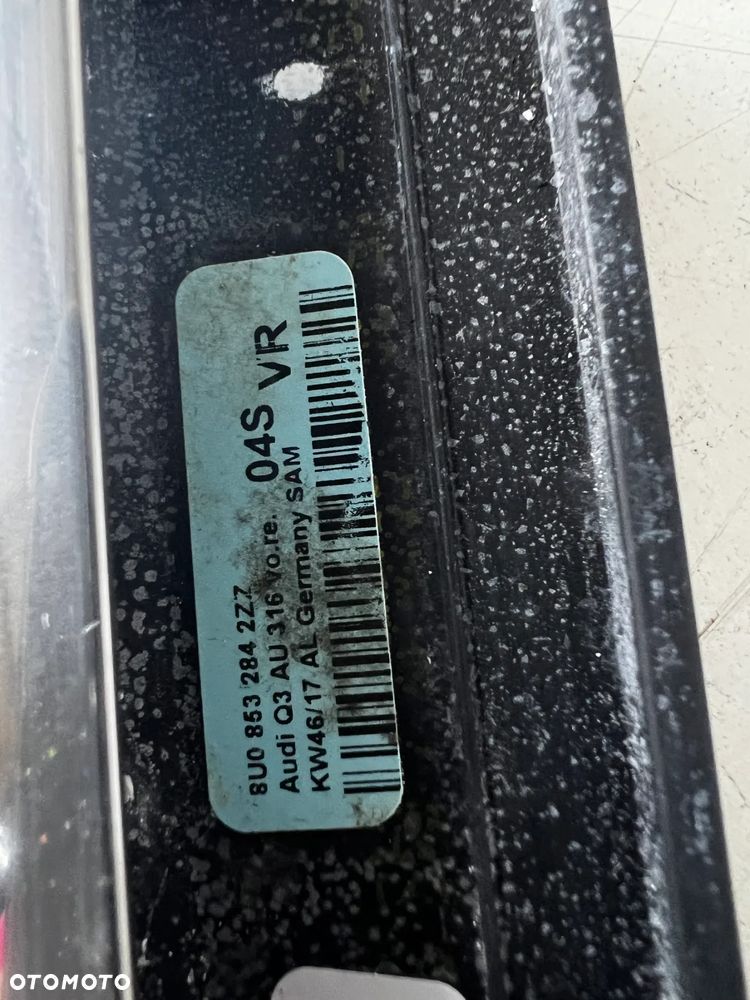 8U0 853 284 2Z7
Audi Q3 AU 316 vo.re. 04S VR
KW46/17 AL Germany SAM
OTOMOTO